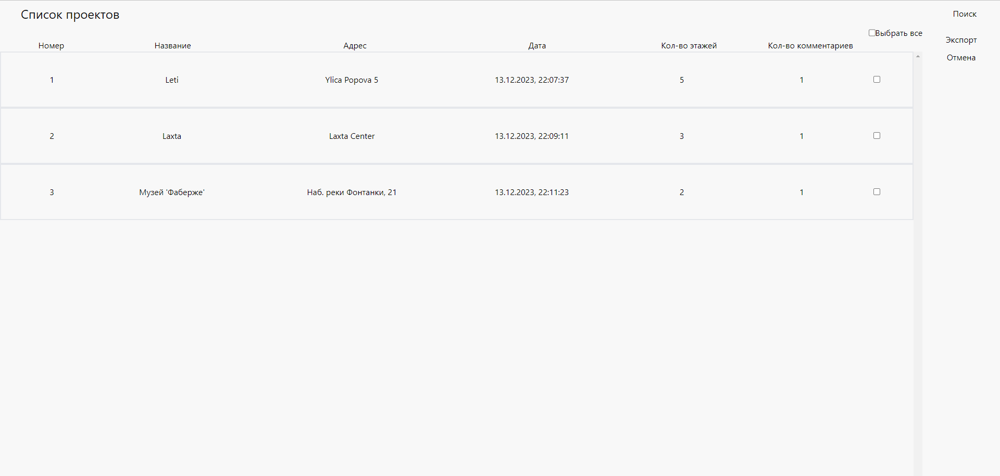 Список проектов
Поиск
Выбрать все
Экспорт
Номер Название Адрес Дата Кол-во этажей Кол-во комментариев
Отмена
1 Leti Ylica Popova 5 13.12.2023, 22:07:37 5 1
2 Laxta Laxta Center 13.12.2023, 22:09:11 3 1
3 Музей 'Фаберже' Наб. реки Фонтанки, 21 13.12.2023, 22:11:23 2 1